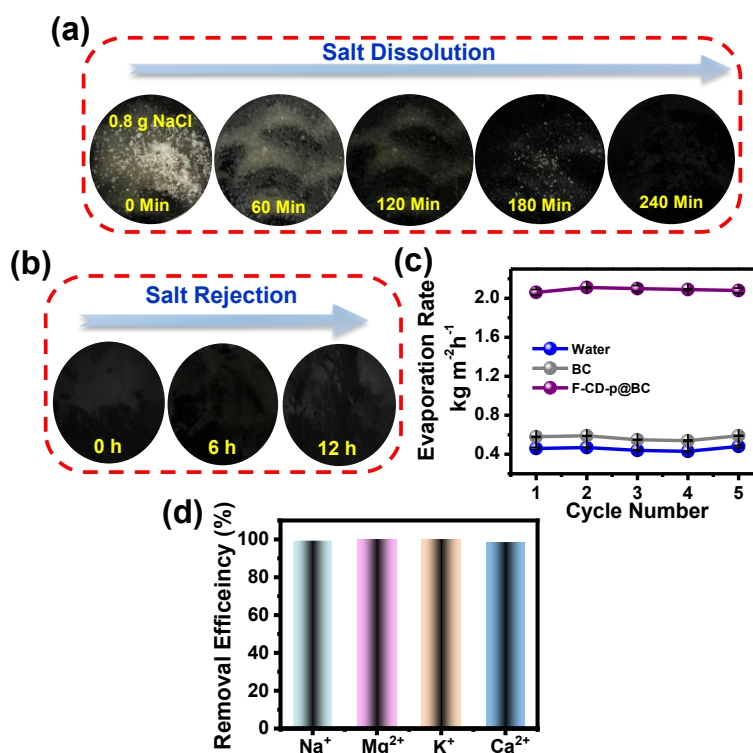 (a)
Salt Dissolution
0.8 g NaCl
0 Min
60 Min
120 Min
180 Min
240 Min
(b)
Salt Rejection
0 h
6 h
12 h
(c)
Evaporation Rate
kg m⁻²h⁻¹
2.0
1.6
1.2
0.8
0.4
Water
BC
F-CD-p@BC
1 2 3 4 5
Cycle Number
(d)
Removal Efficeincy (%)
100
80
60
40
20
0
Na⁺ Mg²⁺ K⁺ Ca²⁺